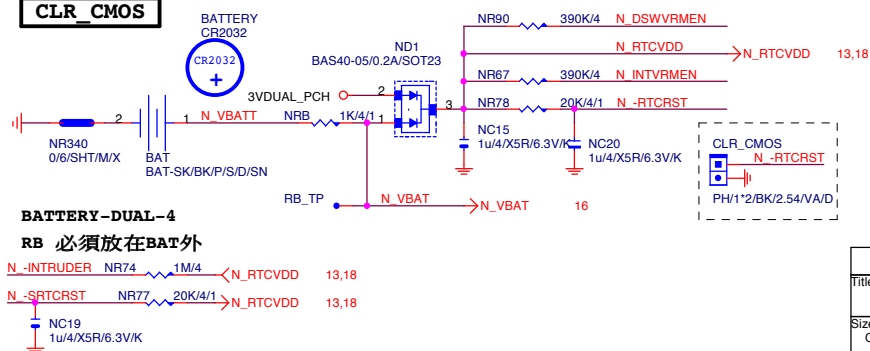 CLR_CMOS
BATTERY
CR2032
CR2032
+
ND1
BAS40-05/0.2A/SOT23
3VDUAL_PCH
2
1
3
NR90
390K/4
N_DSWVRMEN
N_RTCVDD
N_RTCVDD
13,18
NR67
390K/4
N_INTVRMEN
NR78
20K/4/1
N_-RTCRST
NC15
1u/4/X5R/6.3V/K
NC20
1u/4/X5R/6.3V/K
2
1
N_VBATT
NRB
1K/4/1
NR340
0/6/SHT/M/X
BAT
BAT-SK/BK/P/S/D/SN
CLR_CMOS
N_-RTCRST
PH/1*2/BK/2.54/VA/D
RB_TP
N_VBAT
N_VBAT
16
BATTERY-DUAL-4
RB 必須放在BAT外
N_-INTRUDER
NR74
1M/4
N_RTCVDD
13,18
N_-SRTCRST
NR77
20K/4/1
N_RTCVDD
13,18
NC19
1u/4/X5R/6.3V/K
Title
Size
C